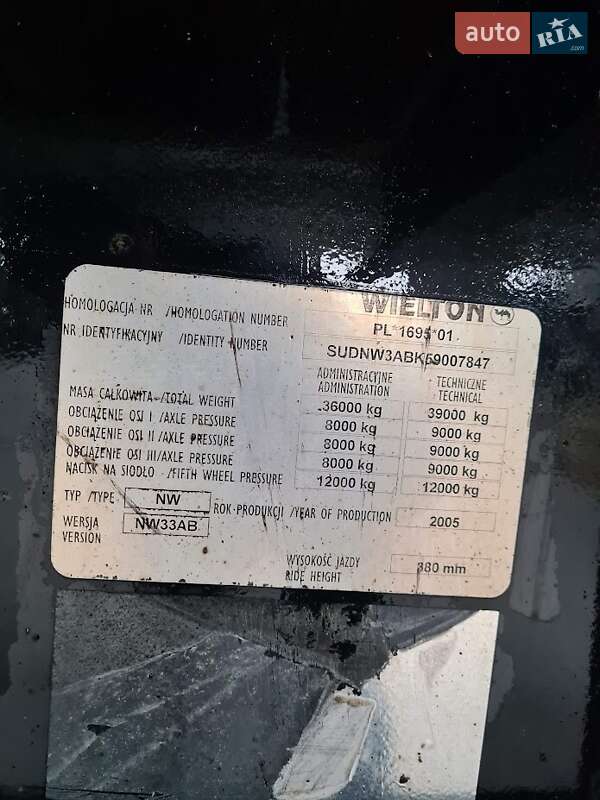 auto RIA.com
WIELTON
HOMOLOGACJA NR /HOMOLOGATION NUMBER PL*1695*01
NR IDENTYFIKACYJNY /IDENTITY NUMBER SUDNW3ABK59007847
ADMINISTRACYJNE TECHNICZNE
ADMINISTRATION TECHNICAL
MASA CAŁKOWITA /TOTAL WEIGHT 36000 kg 39000 kg
OBCIĄŻENIE OSI I /AXLE PRESSURE 8000 kg 9000 kg
OBCIĄŻENIE OSI II /AXLE PRESSURE 8000 kg 9000 kg
OBCIĄŻENIE OSI III /AXLE PRESSURE 8000 kg 9000 kg
NACISK NA SIODŁO /FIFTH WHEEL PRESSURE 12000 kg 12000 kg
TYP /TYPE NW ROK PRODUKCJI /YEAR OF PRODUCTION 2005
WERSJA NW33AB
VERSION
WYSOKOŚĆ JAZDY 380 mm
RIDE HEIGHT